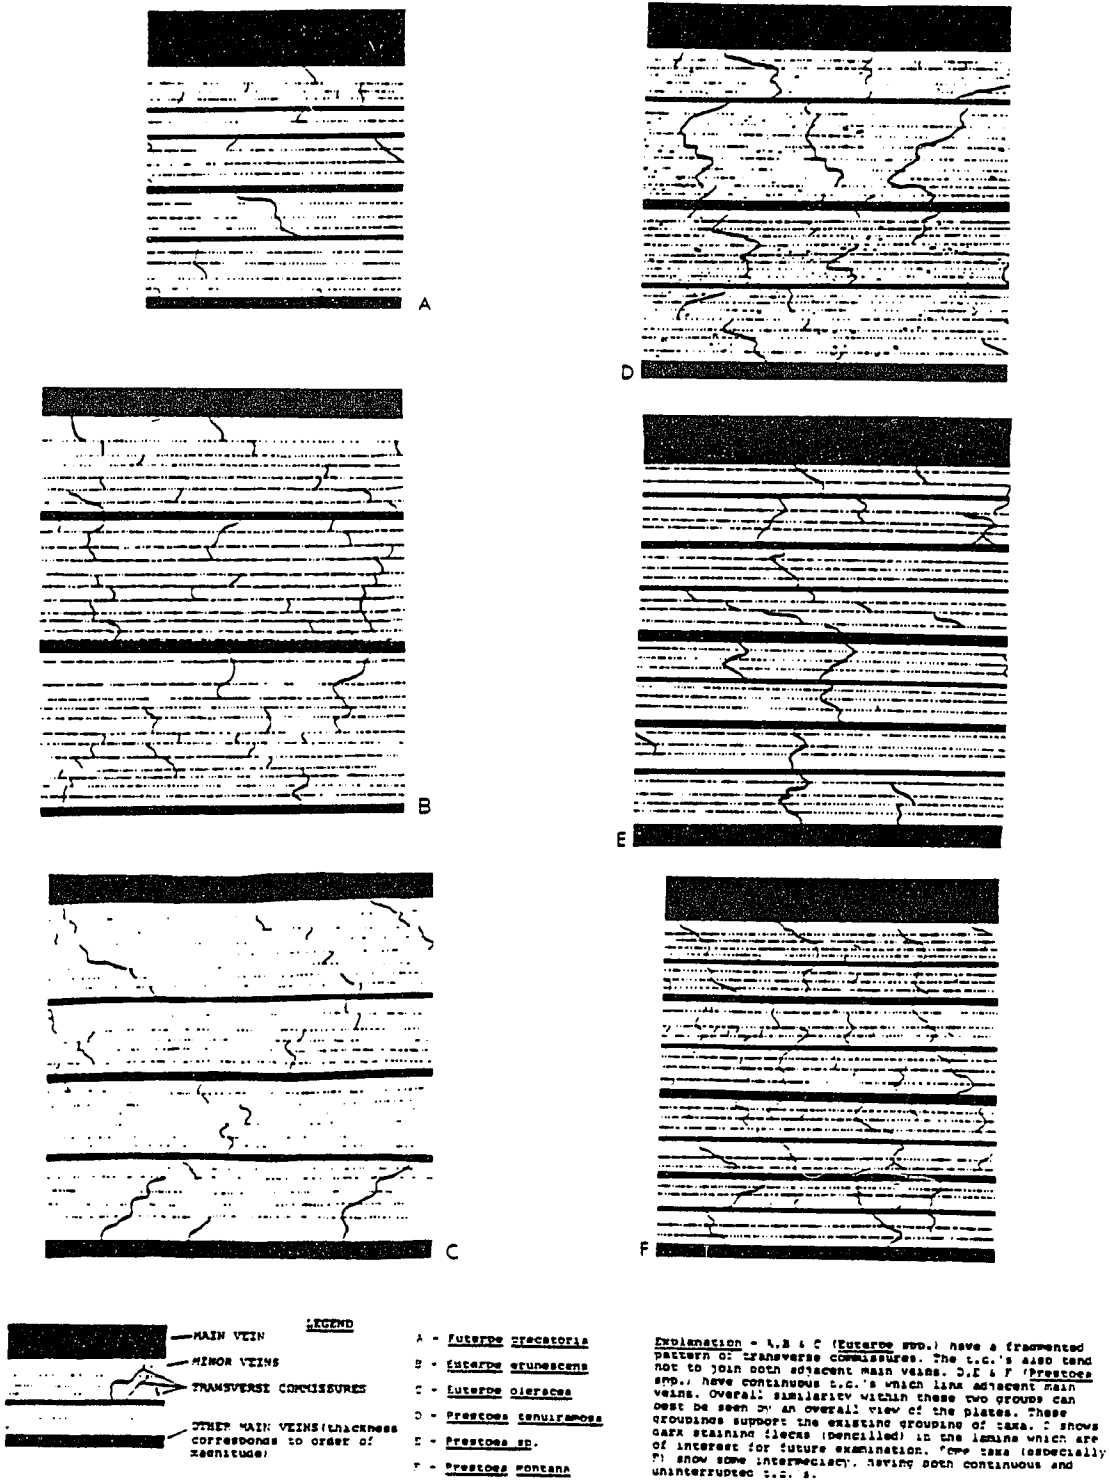 A
D
B
E
C
F
LEGEND
MAIN VEIN
MINOR VEINS
TRANSVERSE COMMISSURES
OTHER MAIN VEINS(thickness
corresponds to order of
magnitude)
A - Euterpe precatoria
B - Euterpe erunescens
C - Euterpe oleracea
D - Prestoea tenuiramosa
E - Prestoea sp.
F - Prestoea montana
Explanation - A,B & C (Euterpe spp.) have a fragmented
pattern of transverse commissures. The t.c.'s also tend
not to join both adjacent main veins. D,E & F (Prestoea
spp.) have continuous t.c.'s which link adjacent main
veins. Overall similarity within these two groups can
best be seen by an overall view of the plates. These
groupings support the existing grouping of taxa. shows
dark staining flecks (pencilled) in the lamina which are
of interest for future examination. Some taxa (especially
F) show some intermediacy, having both continuous and
uninterrupted t.c.'s.